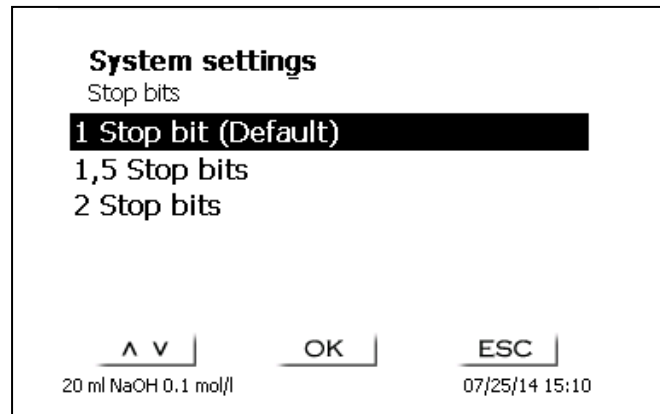 System settings
Stop bits
1 Stop bit (Default)
1,5 Stop bits
2 Stop bits
∧ ∨ OK ESC
20 ml NaOH 0.1 mol/l 07/25/14 15:10